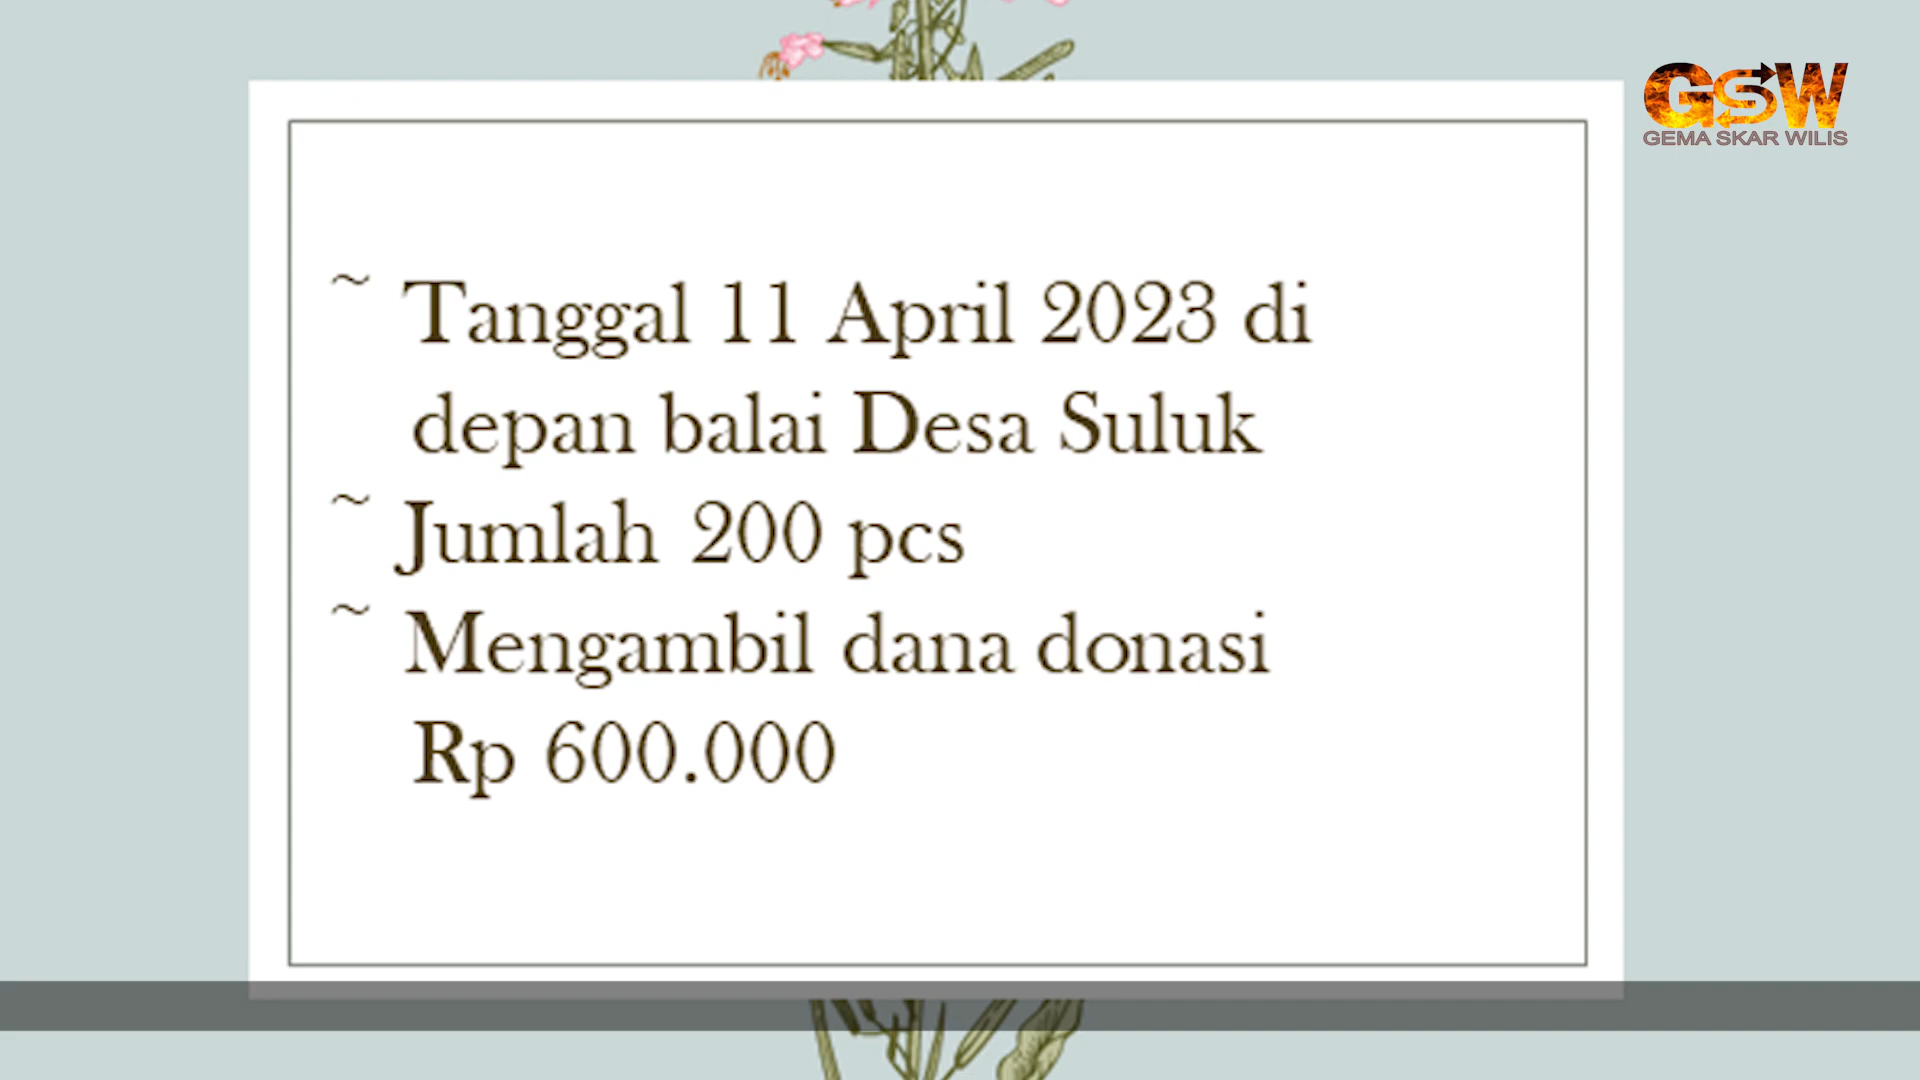 GSW
GEMA SKAR WILIS
~ Tanggal 11 April 2023 di
depan balai Desa Suluk
~ Jumlah 200 pcs
~ Mengambil dana donasi
Rp 600.000